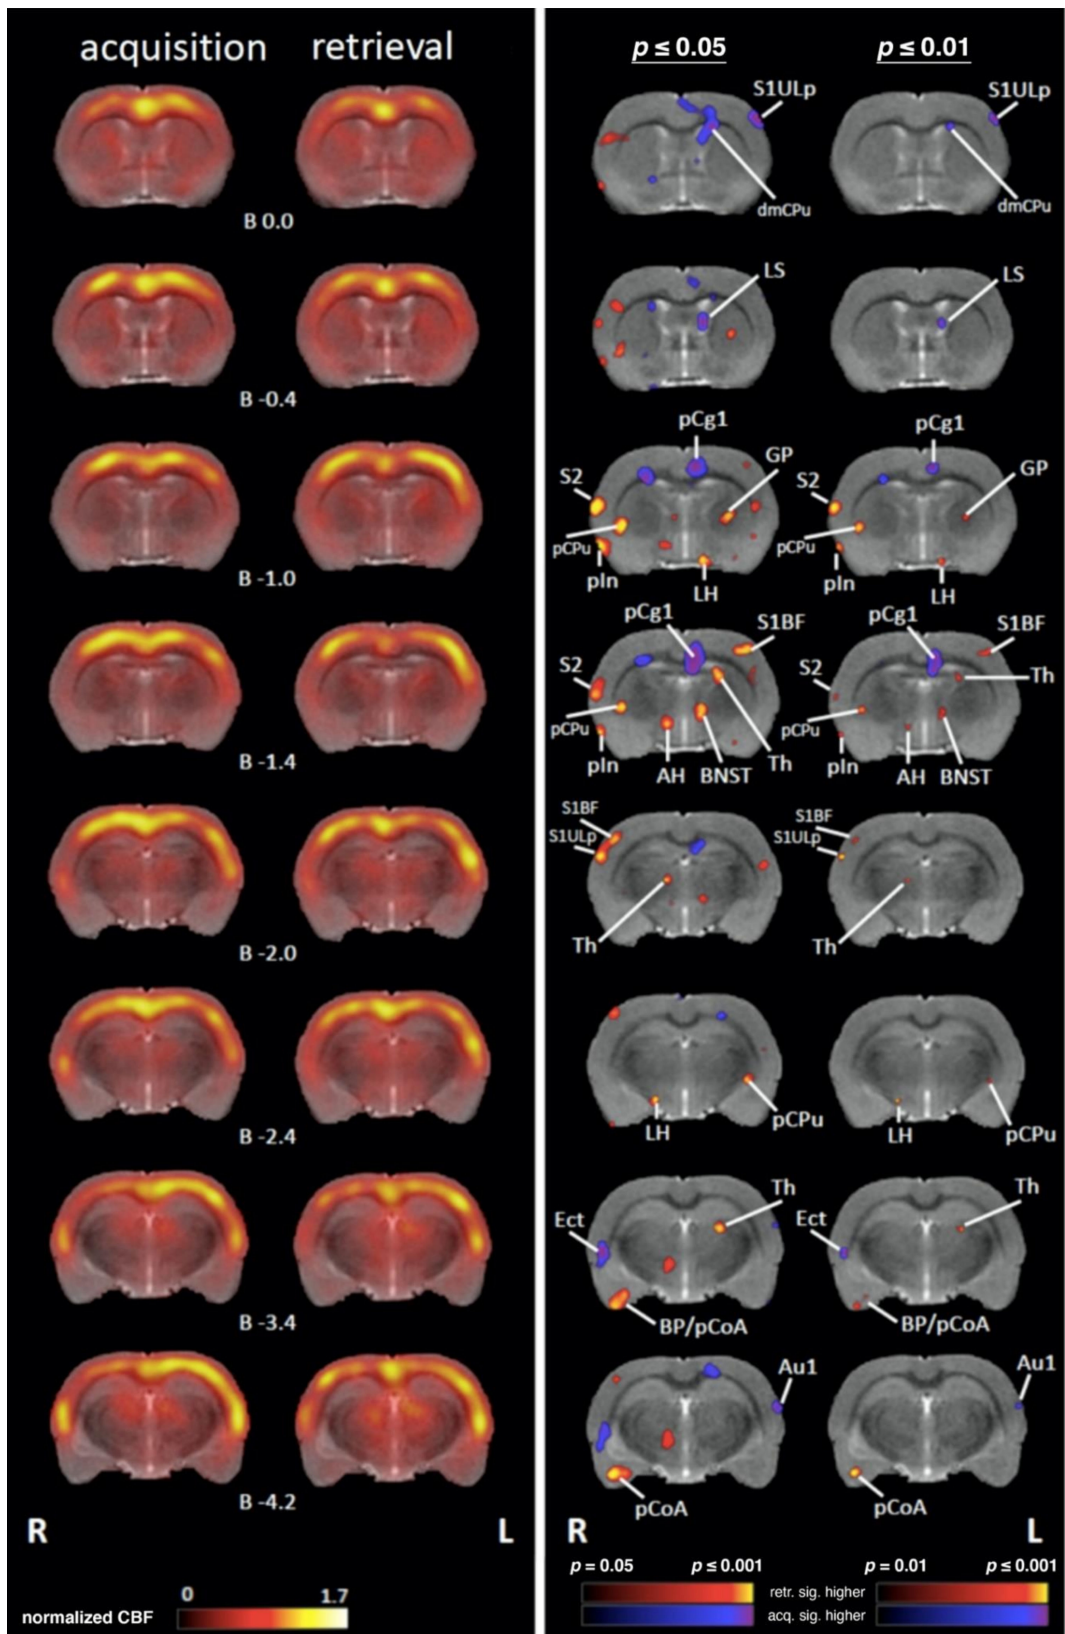 acquisition retrieval
p ≤ 0.05 p ≤ 0.01
S1ULp S1ULp
dmCPu dmCPu
B 0.0
LS LS
B -0.4
pCg1 pCg1
S2 GP S2 GP
pCPu pCPu
B -1.0
pIn LH pIn LH
pCg1 S1BF pCg1 S1BF
S2 S2 Th
pCPu pCPu
B -1.4
pIn AH BNST Th pIn AH BNST
S1BF S1BF
S1ULp S1ULp
Th Th
B -2.0
B -2.4
LH pCPu LH pCPu
Th Th
Ect Ect
B -3.4
BP/pCoA BP/pCoA
Au1 Au1
B -4.2
pCoA pCoA
R L R L
p = 0.05 p ≤ 0.001 p = 0.01 p ≤ 0.001
0 1.7
retr. sig. higher
normalized CBF
acq. sig. higher